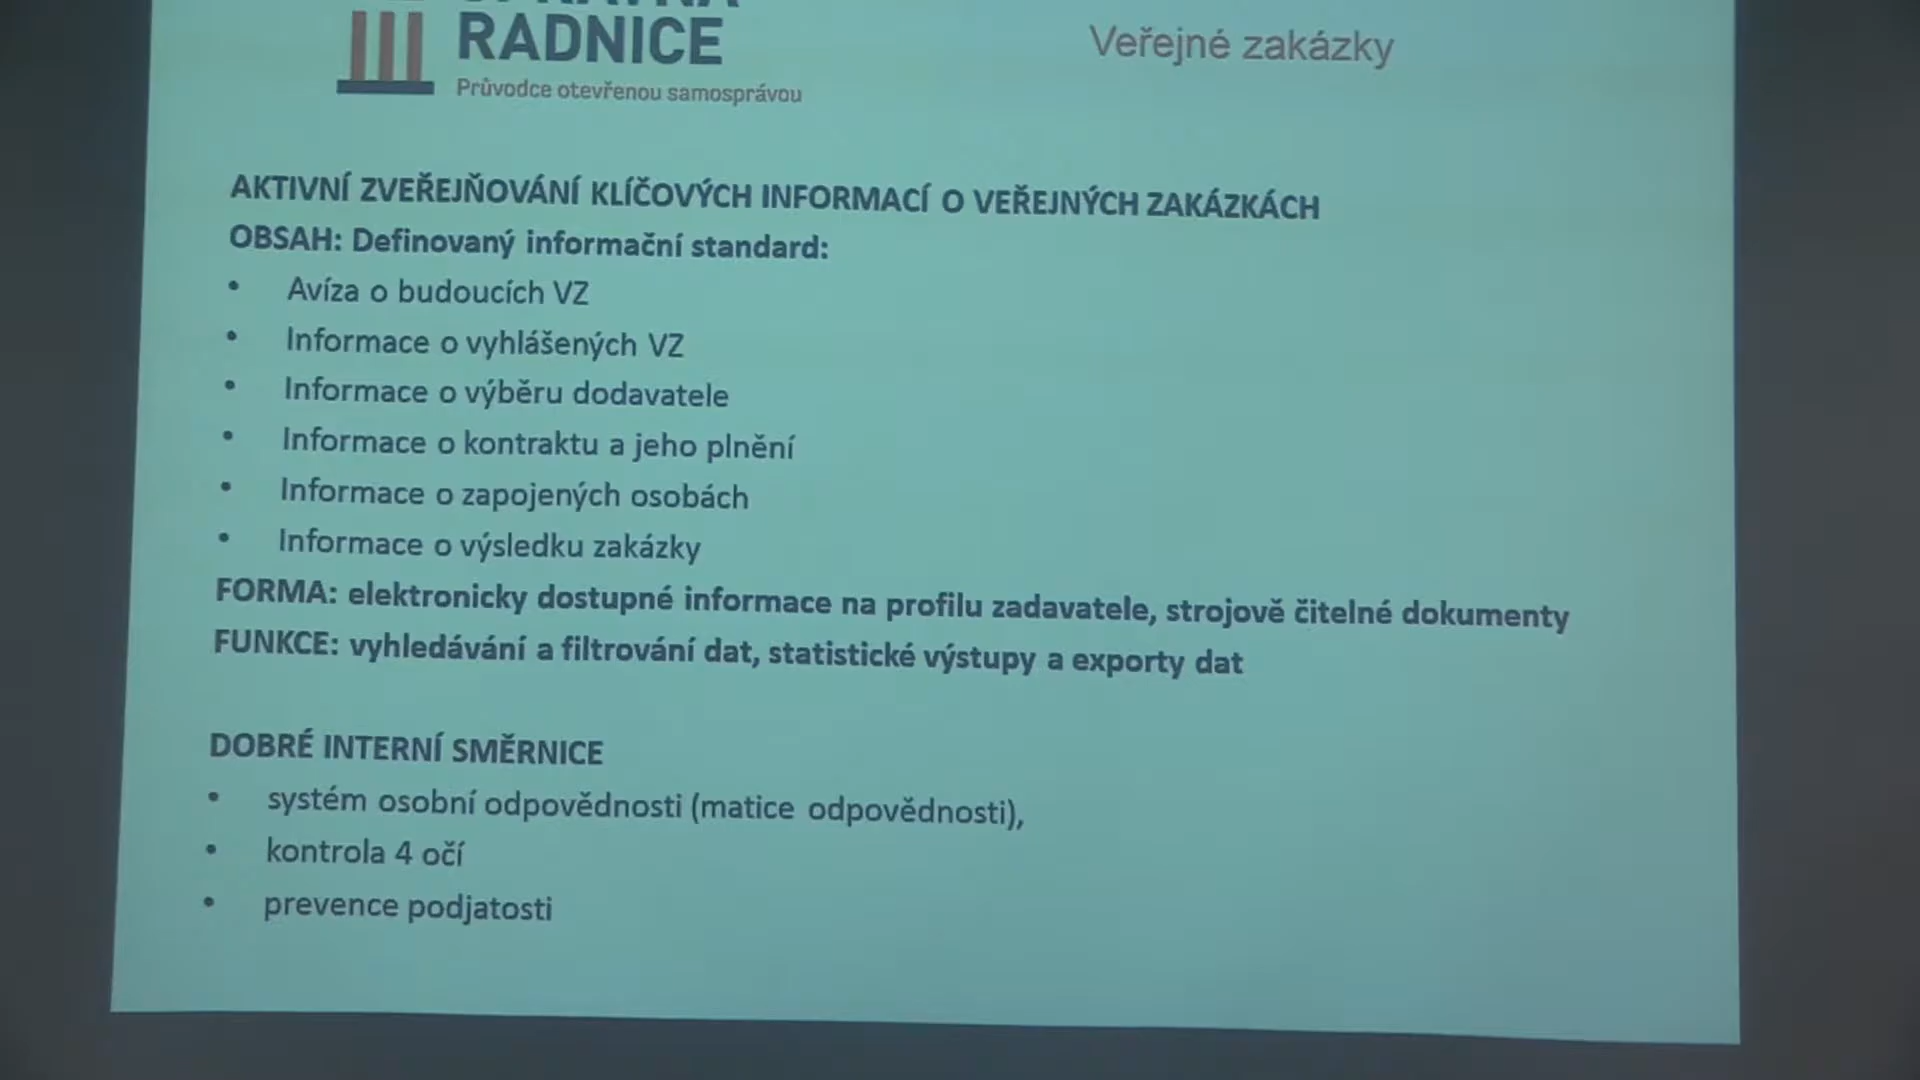 RADNICE
Průvodce otevřenou samosprávou
Veřejné zakázky
AKTIVNÍ ZVEŘEJŇOVÁNÍ KLÍČOVÝCH INFORMACÍ O VEŘEJNÝCH ZAKÁZKÁCH
OBSAH: Definovaný informační standard:
• Avíza o budoucích VZ
• Informace o vyhlášených VZ
• Informace o výběru dodavatele
• Informace o kontraktu a jeho plnění
• Informace o zapojených osobách
• Informace o výsledku zakázky
FORMA: elektronicky dostupné informace na profilu zadavatele, strojově čitelné dokumenty
FUNKCE: vyhledávání a filtrování dat, statistické výstupy a exporty dat
DOBRÉ INTERNÍ SMĚRNICE
• systém osobní odpovědnosti (matice odpovědnosti),
• kontrola 4 očí
• prevence podjatosti